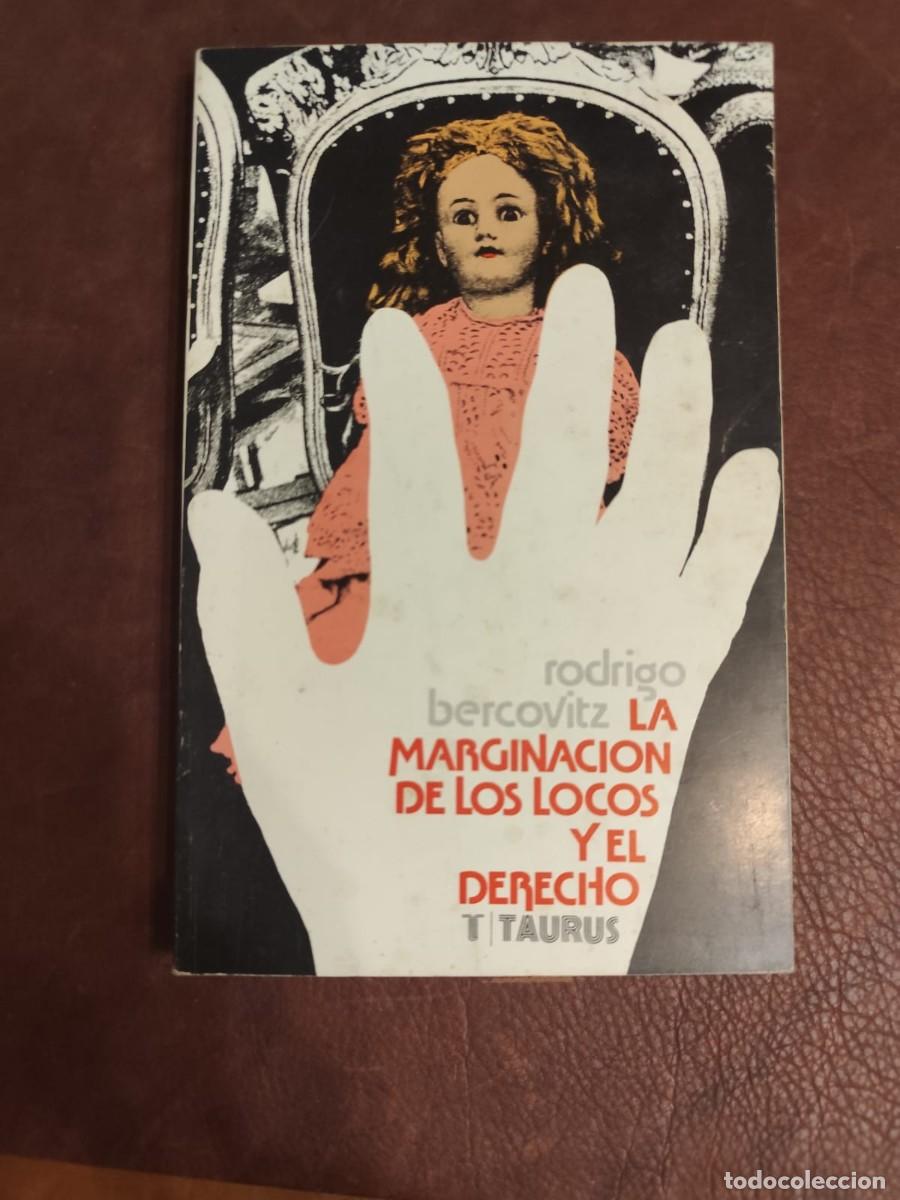 rodrigo
bercovitz LA
MARGINACION
DE LOS LOCOS
Y EL
DERECHO
T|TAURUS
todocoleccion